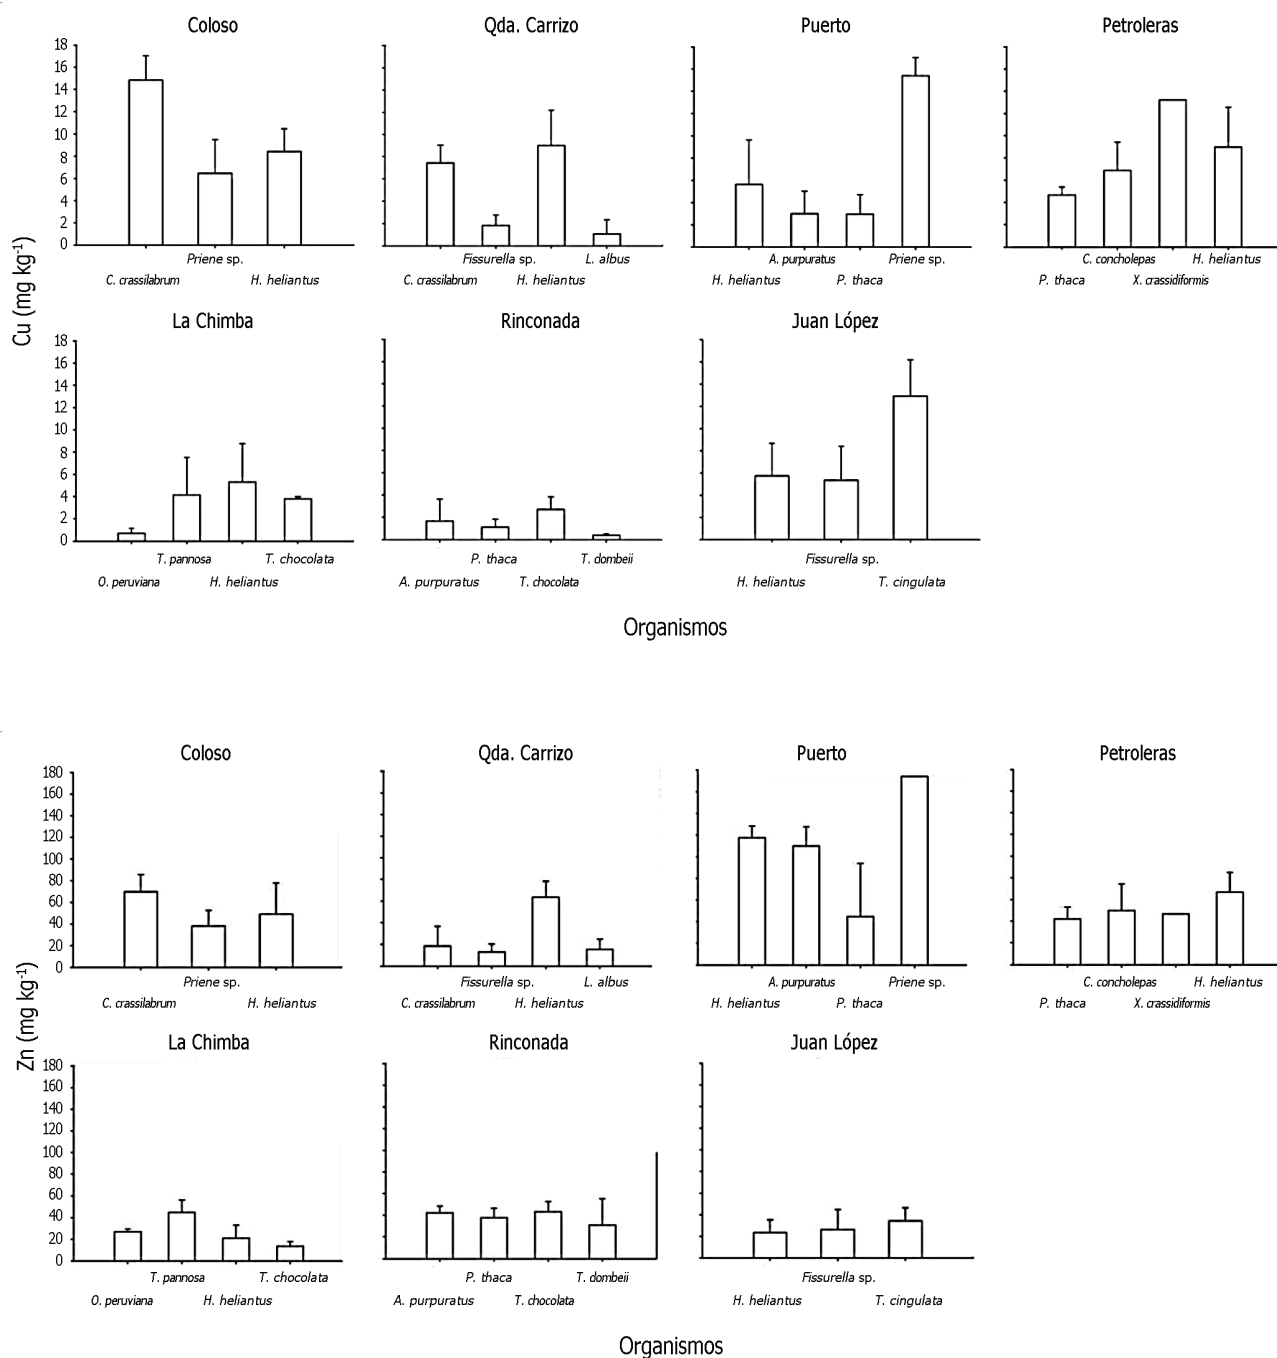 Coloso Qda. Carrizo Puerto Petroleras
18
16
14
12
10
8
6
4
2
0
Priene sp. Fissurella sp. L. albus A. purpuratus Priene sp. C. concholepas H. heliantus
C. crassilabrum H. heliantus C. crassilabrum H. heliantus H. heliantus P. thaca P. thaca X. crassidiformis
Cu (mg kg-1)
La Chimba Rinconada Juan López
18
16
14
12
10
8
6
4
2
0
T. pannosa T. chocolata P. thaca T. dombeii Fissurella sp.
O. peruviana H. heliantus A. purpuratus T. chocolata H. heliantus T. cingulata
Organismos
Coloso Qda. Carrizo Puerto Petroleras
180
160
140
120
100
80
60
40
20
0
Priene sp. Fissurella sp. L. albus A. purpuratus Priene sp. C. concholepas H. heliantus
C. crassilabrum H. heliantus C. crassilabrum H. heliantus H. heliantus P. thaca P. thaca X. crassidiformis
Zn (mg kg-1)
La Chimba Rinconada Juan López
180
160
140
120
100
80
60
40
20
0
T. pannosa T. chocolata P. thaca T. dombeii Fissurella sp.
O. peruviana H. heliantus A. purpuratus T. chocolata H. heliantus T. cingulata
Organismos